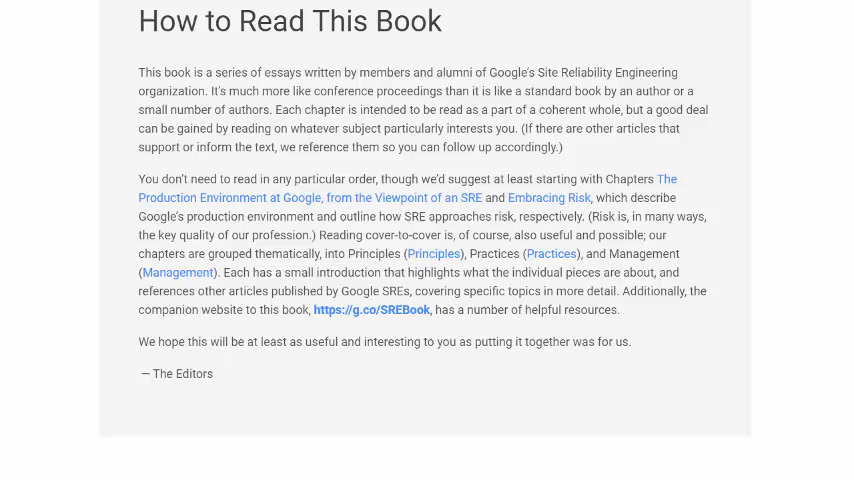 How to Read This Book
This book is a series of essays written by members and alumni of Google's Site Reliability Engineering
organization. It's much more like conference proceedings than it is like a standard book by an author or a
small number of authors. Each chapter is intended to be read as a part of a coherent whole, but a good deal
can be gained by reading on whatever subject particularly interests you. (If there are other articles that
support or inform the text, we reference them so you can follow up accordingly.)
You don't need to read in any particular order, though we'd suggest at least starting with Chapters The
Production Environment at Google, from the Viewpoint of an SRE and Embracing Risk, which describe
Google's production environment and outline how SRE approaches risk, respectively. (Risk is, in many ways,
the key quality of our profession.) Reading cover-to-cover is, of course, also useful and possible; our
chapters are grouped thematically, into Principles (Principles), Practices (Practices), and Management
(Management). Each has a small introduction that highlights what the individual pieces are about, and
references other articles published by Google SREs, covering specific topics in more detail. Additionally, the
companion website to this book, https://g.co/SREBook, has a number of helpful resources.
We hope this will be at least as useful and interesting to you as putting it together was for us.
— The Editors